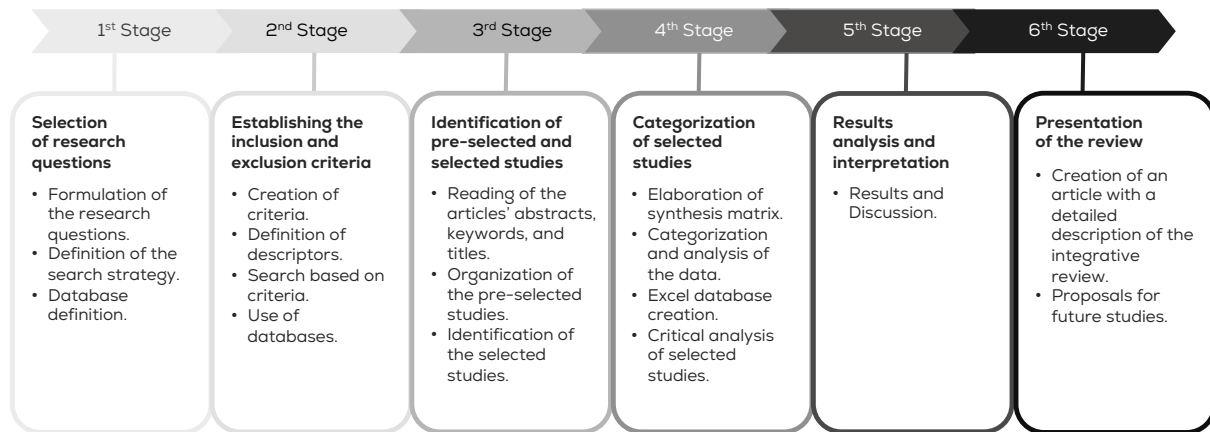 1st Stage
2nd Stage
3rd Stage
4th Stage
5th Stage
6th Stage
Selection
of research
questions
• Formulation of
the research
questions.
• Definition of the
search strategy.
• Database
definition.
Establishing the
inclusion and
exclusion criteria
• Creation of
criteria.
• Definition of
descriptors.
• Search based on
criteria.
• Use of
databases.
Identification of
pre-selected and
selected studies
• Reading of the
articles' abstracts,
keywords, and
titles.
• Organization of
the pre-selected
studies.
• Identification of
the selected
studies.
Categorization
of selected
studies
• Elaboration of
synthesis matrix.
• Categorization
and analysis of
the data.
• Excel database
creation.
• Critical analysis
of selected
studies.
Results
analysis and
interpretation
• Results and
Discussion.
Presentation
of the review
• Creation of an
article with a
detailed
description of the
integrative
review.
• Proposals for
future studies.